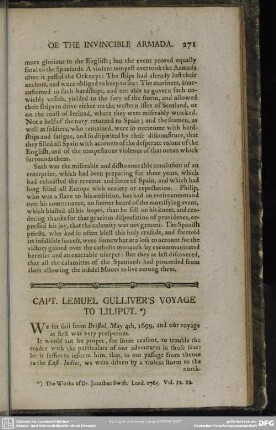 OF THE INVINCIBLE ARMADA. 271
more glorious to the English; but the event proved equally
fatal to the Spaniards. A violent tempest overtook the Armada
after it passed the Orkneys: The ships had already lost their
anchors, and were obliged to keep to sea: The mariners, unac-
customed to such hardships, and not able to govern such un-
wieldy vessels, yielded to the fury of the storm, and allowed
their ships to drive either on the western isles of Scotland, or
on the coast of Ireland, where they were miserably wrecked.
Not a half of the navy returned to Spain; and the seamen, as
well as soldiers, who remained, were so overcome with hard-
ships and fatigue, and so dispirited by their discomfiture, that
they filled all Spain with accounts of the desperate valour of the
English, and of the tempestuous violence of that ocean which
surrounds them.
Such was the miserable and dishonourable conclusion of an
enterprize, which had been preparing for three years, which
had exhausted the revenue and force of Spain, and which had
long filled all Europe with anxiety or expectation. Philip,
who was a slave to his ambition, but had an entire command
over his countenance, no sooner heard of the mortifying event,
which blasted all his hopes, than he fell on his knees, and ren-
dering thanks for that gracious dispensation of providence, ex-
pressed his joy, that the calamity was not greater. The Spanish
priests, who had so often blest this holy crusade, and foretold
its infallible success, were somewhat at a loss to account for the
victory gained over the catholic monarch by excommunicated
heretics and an execrable usurper: But they at last discovered,
that all the calamities of the Spaniards had proceeded from
their allowing the infidel Moors to live among them.
CAPT. LEMUEL GULLIVER'S VOYAGE
TO LILIPUT. *)
We set sail from Bristol, May 4th, 1699, and our voyage
at first was very prosperous.
It would not be proper, for some reasons, to trouble the
reader with the particulars of our adventures in those seas:
let it suffice to inform him, that, in our passage from thence
to the East-Indies, we were driven by a violent storm to the
north-
*) The Works of Dr. Jonathan Swift. Lond. 1765. Vol. II. 12.